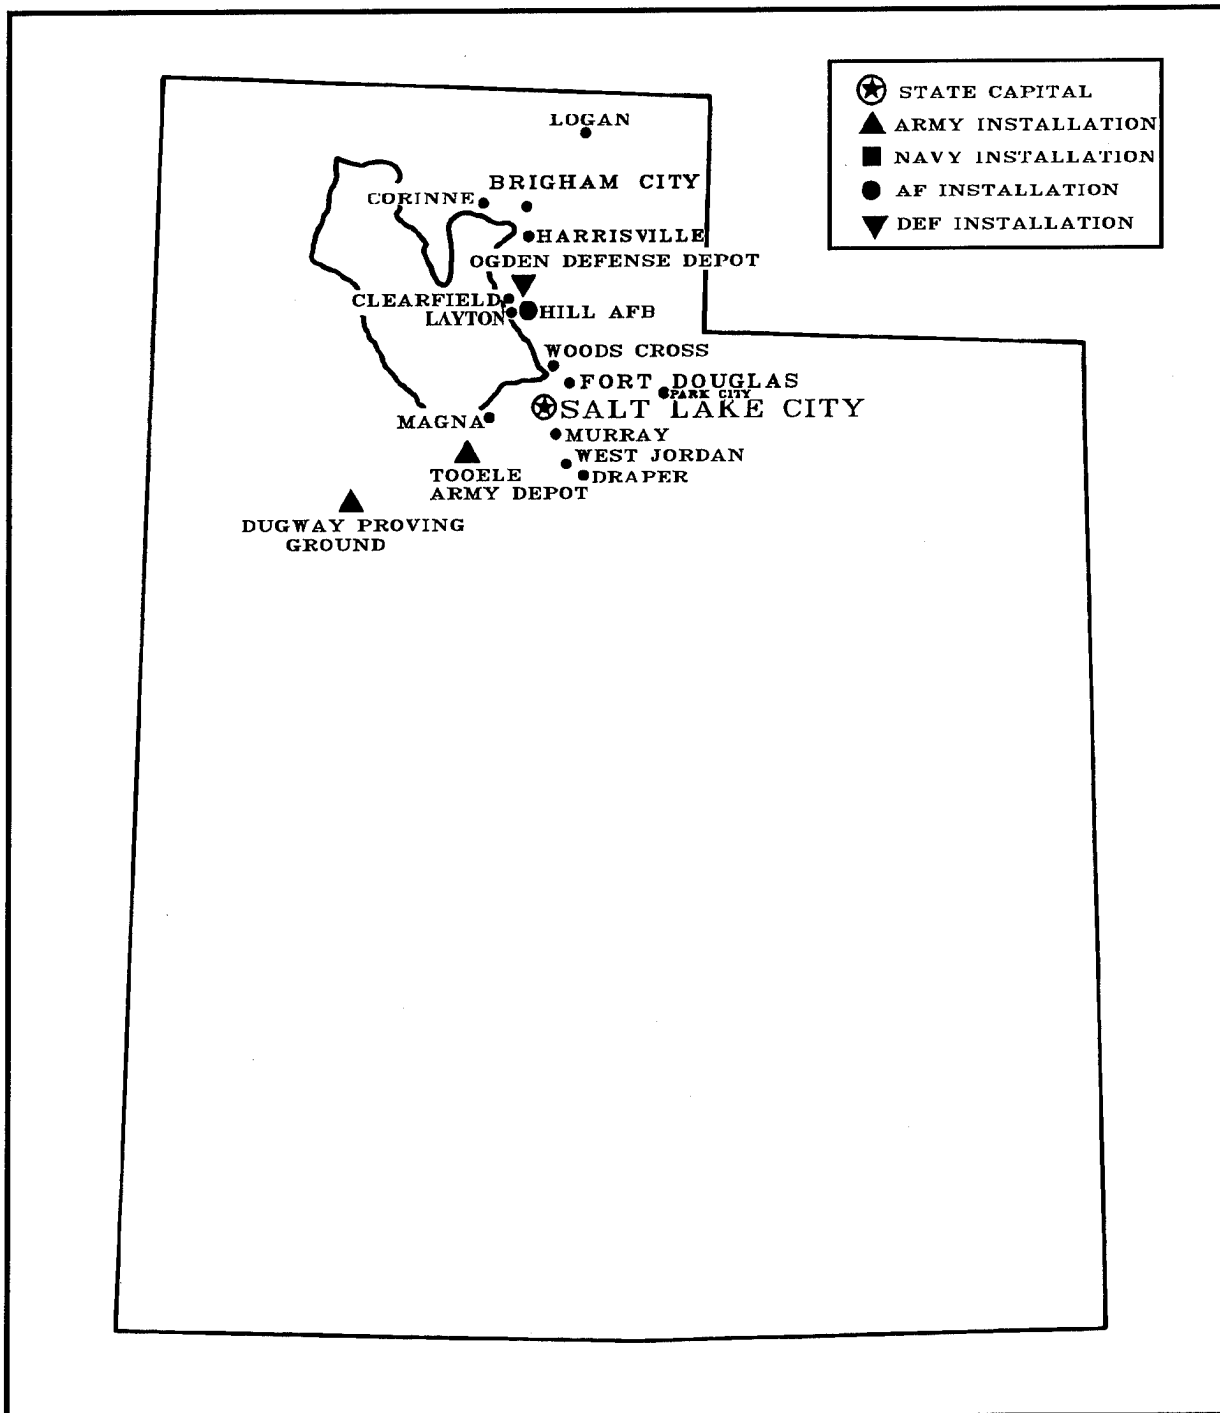 STATE CAPITAL
ARMY INSTALLATION
NAVY INSTALLATION
AF INSTALLATION
DEF INSTALLATION
LOGAN
BRIGHAM CITY
CORINNE
HARRISVILLE
OGDEN DEFENSE DEPOT
CLEARFIELD
LAYTON
HILL AFB
WOODS CROSS
FORT DOUGLAS
PARK CITY
SALT LAKE CITY
MAGNA
MURRAY
WEST JORDAN
TOOELE
ARMY DEPOT
DRAPER
DUGWAY PROVING
GROUND